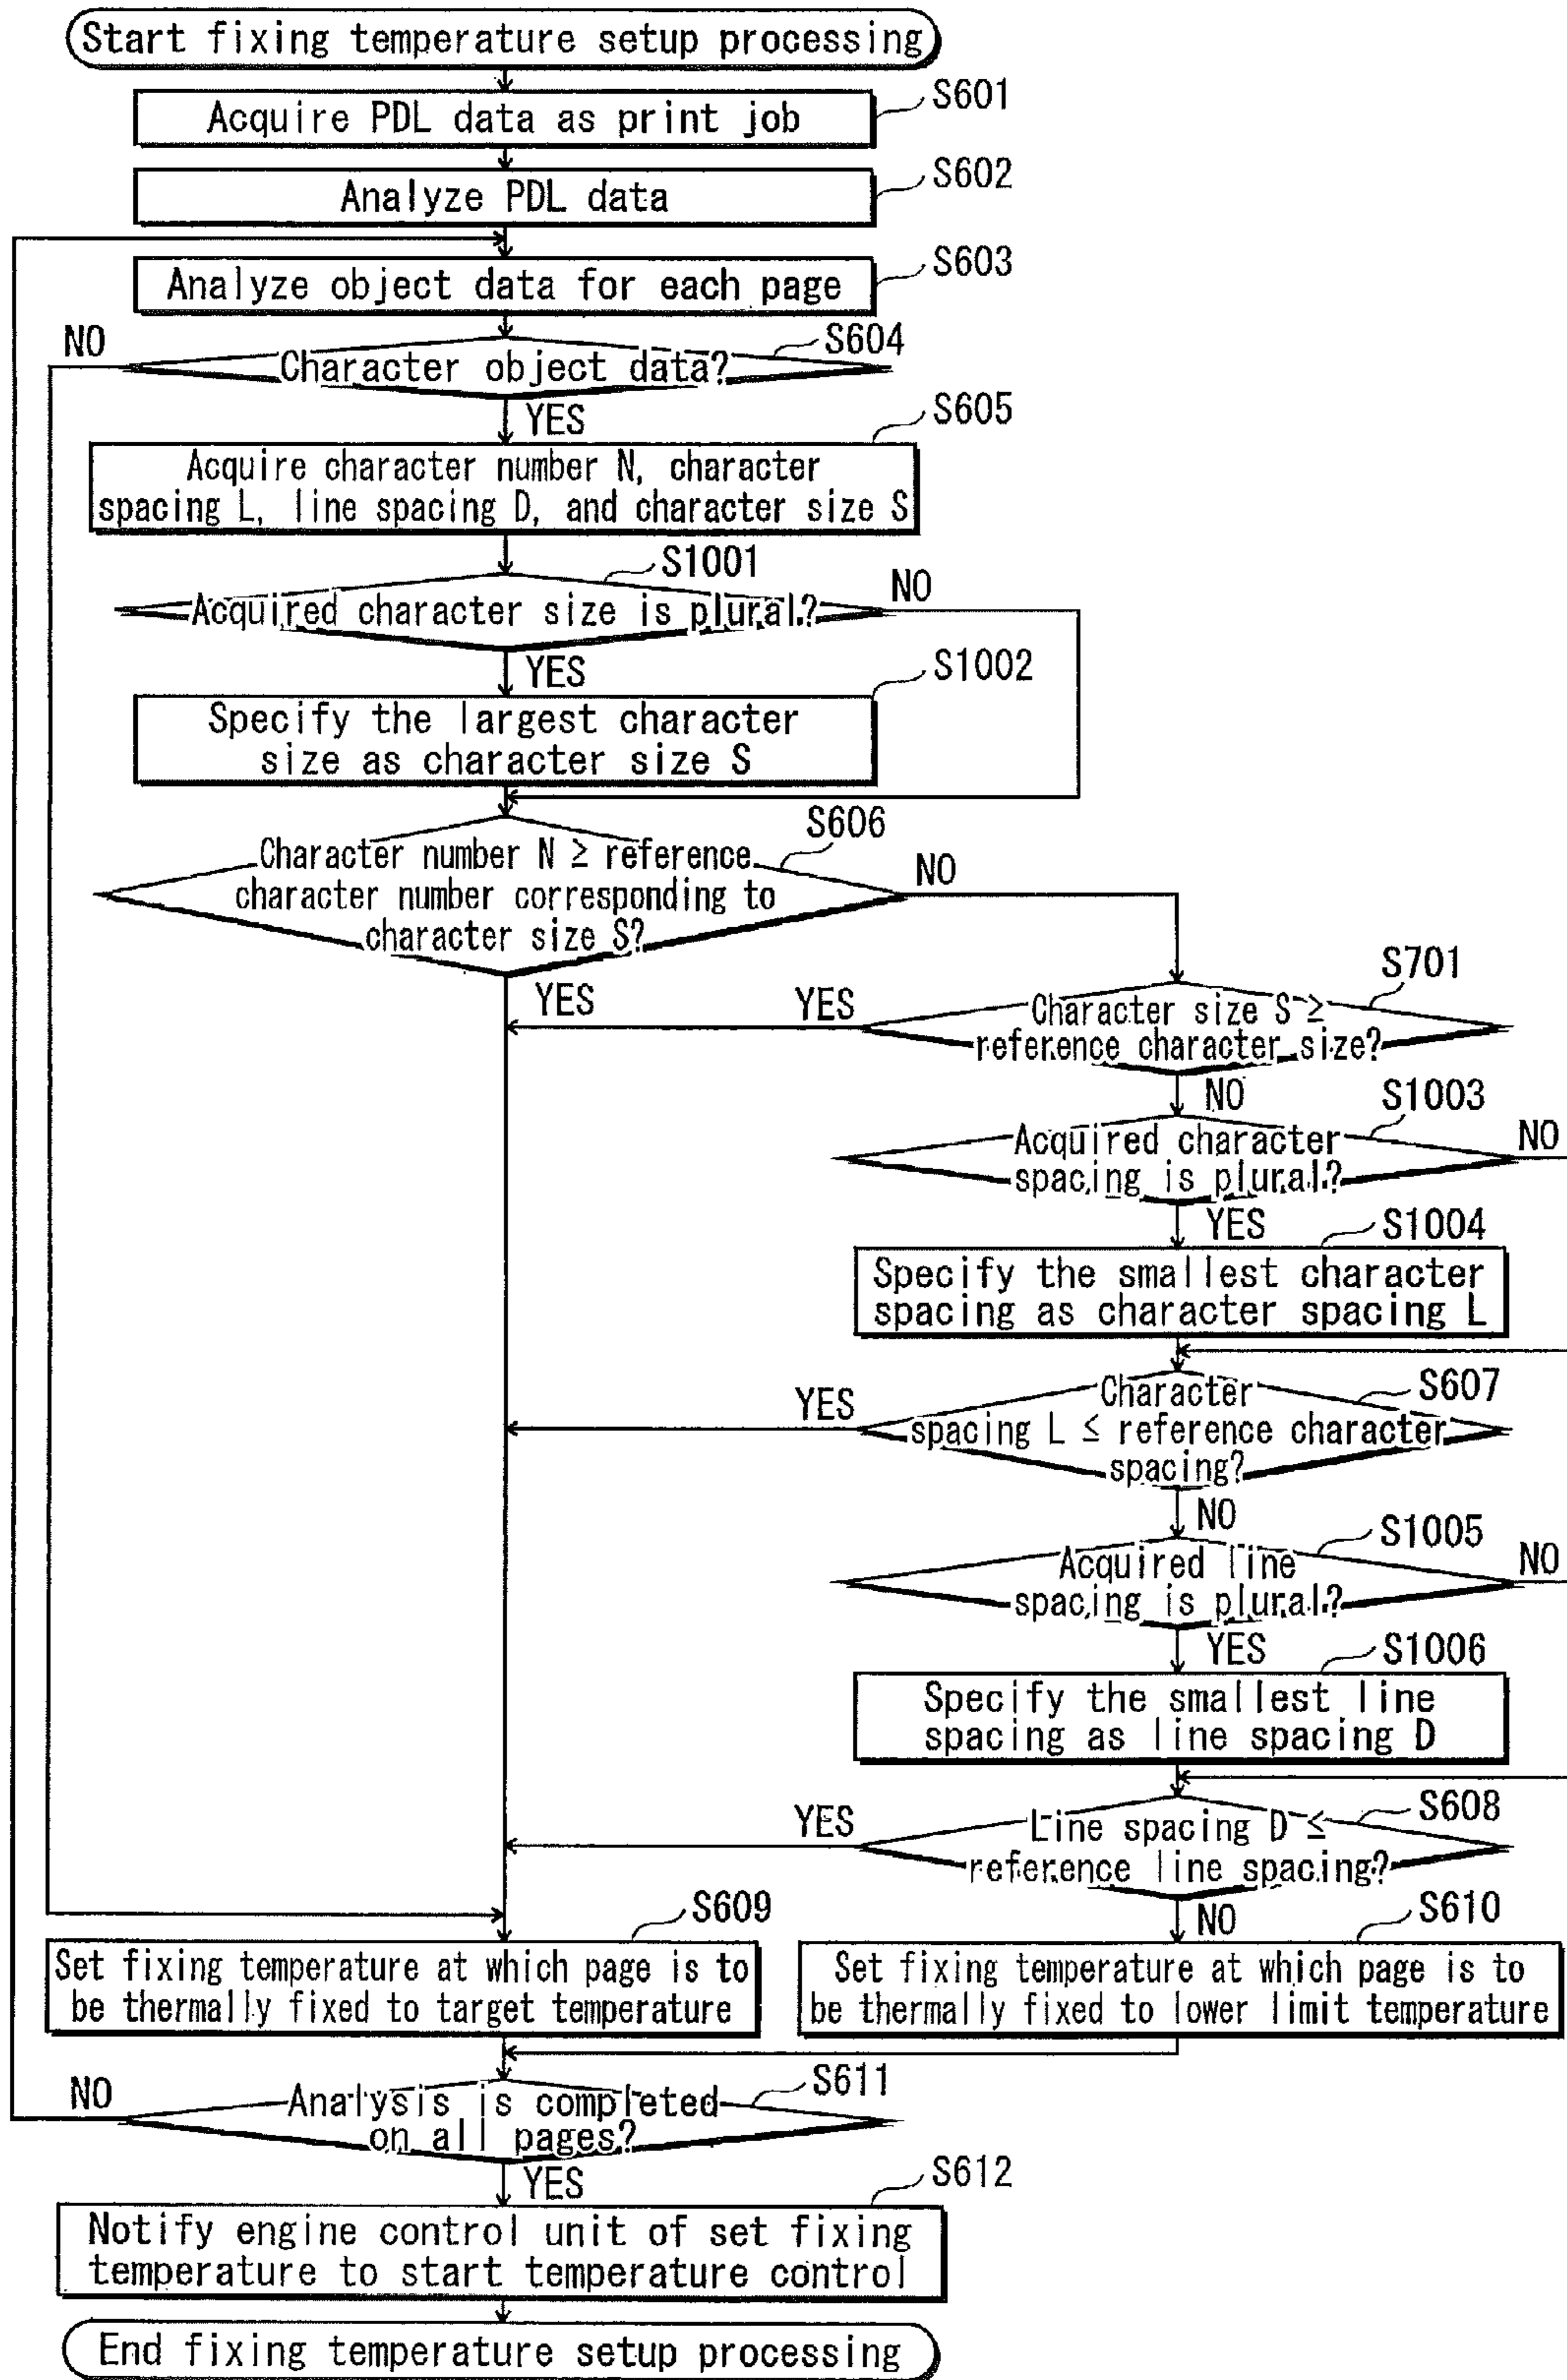 Start fixing temperature setup processing
S601
Acquire PDL data as print job
S602
Analyze PDL data
S603
Analyze object data for each page
NO
S604
Character object data?
YES
S605
Acquire character number N, character
spacing L, line spacing D, and character size S
S1001
NO
Acquired character size is plural?
YES
S1002
Specify the largest character
size as character size S
S606
Character number N ≥ reference
NO
character number corresponding to
character size S?
YES
YES
S701
Character size S ≥
reference character size?
NO
S1003
Acquired character
NO
spacing is plural?
YES
S1004
Specify the smallest character
spacing as character spacing L
S607
YES
Character
spacing L ≤ reference character
spacing?
NO
S1005
Acquired line
NO
spacing is plural?
YES
S1006
Specify the smallest line
spacing as line spacing D
S608
YES
Line spacing D ≤
reference line spacing?
NO
S609
S610
Set fixing temperature at which page is to
be thermally fixed to target temperature
Set fixing temperature at which page is to
be thermally fixed to lower limit temperature
NO
S611
Analysis is completed
on all pages?
YES
S612
Notify engine control unit of set fixing
temperature to start temperature control
End fixing temperature setup processing